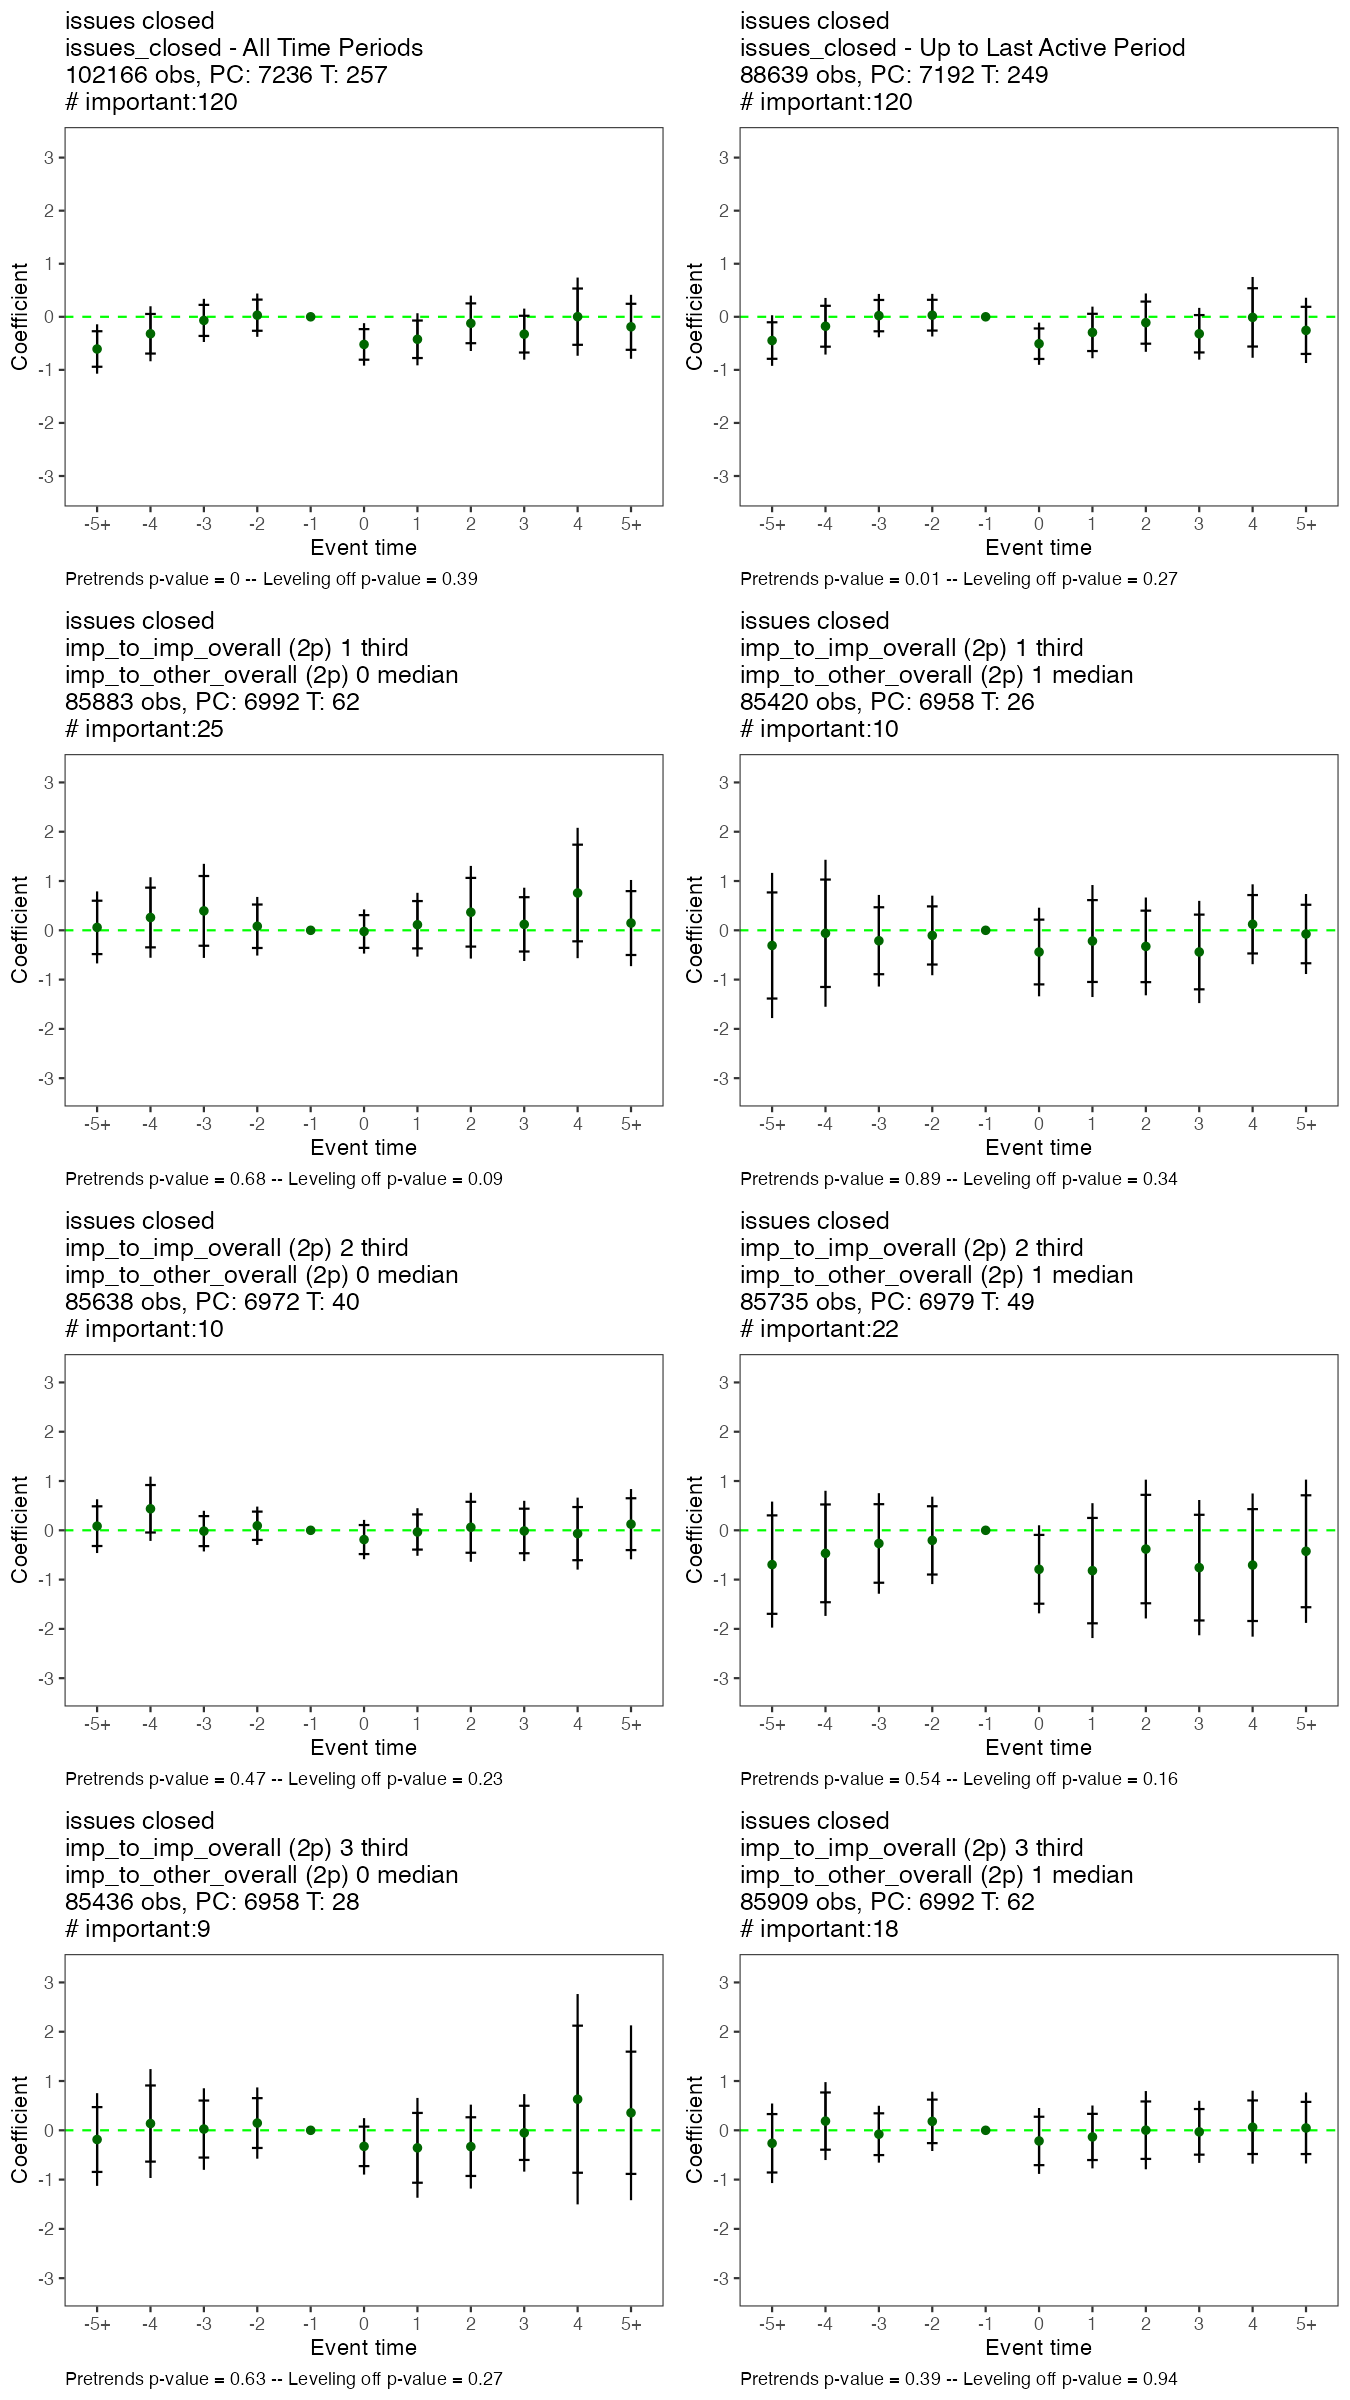 issues closed
issues_closed - All Time Periods
102166 obs, PC: 7236 T: 257
# important:120
3
2
1
0
-1
-2
-3
Coefficient
-5+ -4 -3 -2 -1 0 1 2 3 4 5+
Event time
Pretrends p-value = 0 -- Leveling off p-value = 0.39
issues closed
issues_closed - Up to Last Active Period
88639 obs, PC: 7192 T: 249
# important:120
3
2
1
0
-1
-2
-3
Coefficient
-5+ -4 -3 -2 -1 0 1 2 3 4 5+
Event time
Pretrends p-value = 0.01 -- Leveling off p-value = 0.27
issues closed
imp_to_imp_overall (2p) 1 third
imp_to_other_overall (2p) 0 median
85883 obs, PC: 6992 T: 62
# important:25
3
2
1
0
-1
-2
-3
Coefficient
-5+ -4 -3 -2 -1 0 1 2 3 4 5+
Event time
Pretrends p-value = 0.68 -- Leveling off p-value = 0.09
issues closed
imp_to_imp_overall (2p) 1 third
imp_to_other_overall (2p) 1 median
85420 obs, PC: 6958 T: 26
# important:10
3
2
1
0
-1
-2
-3
Coefficient
-5+ -4 -3 -2 -1 0 1 2 3 4 5+
Event time
Pretrends p-value = 0.89 -- Leveling off p-value = 0.34
issues closed
imp_to_imp_overall (2p) 2 third
imp_to_other_overall (2p) 0 median
85638 obs, PC: 6972 T: 40
# important:10
3
2
1
0
-1
-2
-3
Coefficient
-5+ -4 -3 -2 -1 0 1 2 3 4 5+
Event time
Pretrends p-value = 0.47 -- Leveling off p-value = 0.23
issues closed
imp_to_imp_overall (2p) 2 third
imp_to_other_overall (2p) 1 median
85735 obs, PC: 6979 T: 49
# important:22
3
2
1
0
-1
-2
-3
Coefficient
-5+ -4 -3 -2 -1 0 1 2 3 4 5+
Event time
Pretrends p-value = 0.54 -- Leveling off p-value = 0.16
issues closed
imp_to_imp_overall (2p) 3 third
imp_to_other_overall (2p) 0 median
85436 obs, PC: 6958 T: 28
# important:9
3
2
1
0
-1
-2
-3
Coefficient
-5+ -4 -3 -2 -1 0 1 2 3 4 5+
Event time
Pretrends p-value = 0.63 -- Leveling off p-value = 0.27
issues closed
imp_to_imp_overall (2p) 3 third
imp_to_other_overall (2p) 1 median
85909 obs, PC: 6992 T: 62
# important:18
3
2
1
0
-1
-2
-3
Coefficient
-5+ -4 -3 -2 -1 0 1 2 3 4 5+
Event time
Pretrends p-value = 0.39 -- Leveling off p-value = 0.94